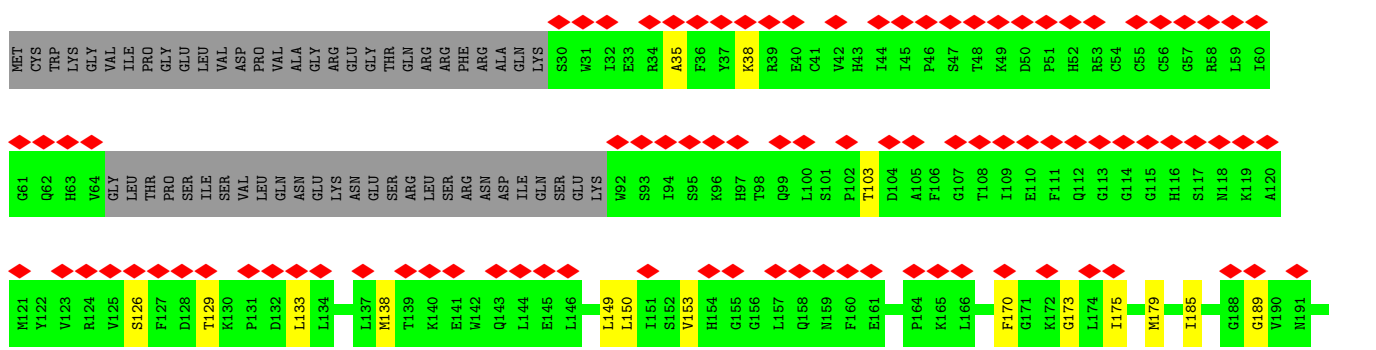 MET CYS TRP LYS GLY VAL ILE PRO GLY GLU LEU VAL ASP PRO VAL ALA GLY ARG GLU GLY THR GLN ARG ARG PHE ARG ALA GLN LYS S30 W31 I32 E33 R34 A35 F36 Y37 K38 R39 E40 C41 V42 H43 I44 I45 P46 S47 T48 K49 D50 P51 H52 R53 C54 C55 C56 G57 R58 L59 I60
G61 Q62 H63 V64 GLY LEU THR PRO SER ILE SER VAL LEU GLN ASN GLU LYS ASN GLU SER ARG LEU SER ARG ASN ASP ILE GLN SER GLU LYS W92 S93 I94 S95 K96 H97 T98 Q99 L100 S101 P102 T103 D104 A105 F106 G107 T108 I109 E110 F111 Q112 G113 G114 G115 H116 S117 N118 K119 A120
M121 Y122 V123 R124 V125 S126 F127 D128 T129 K130 P131 D132 L133 L134 L137 M138 T139 K140 E141 W142 Q143 L144 E145 L146 L149 L150 I151 S152 V153 H154 G155 G156 L157 Q158 N159 F160 E161 P164 K165 L166 F170 G171 K172 G173 L174 I175 M179 I185 G188 G189 V190 N191